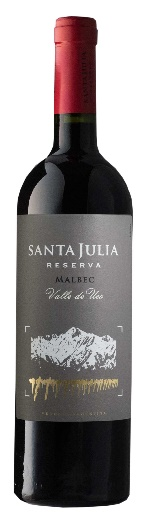 SANTA JULIA
RESERVA
MALBEC
Valle de Uco